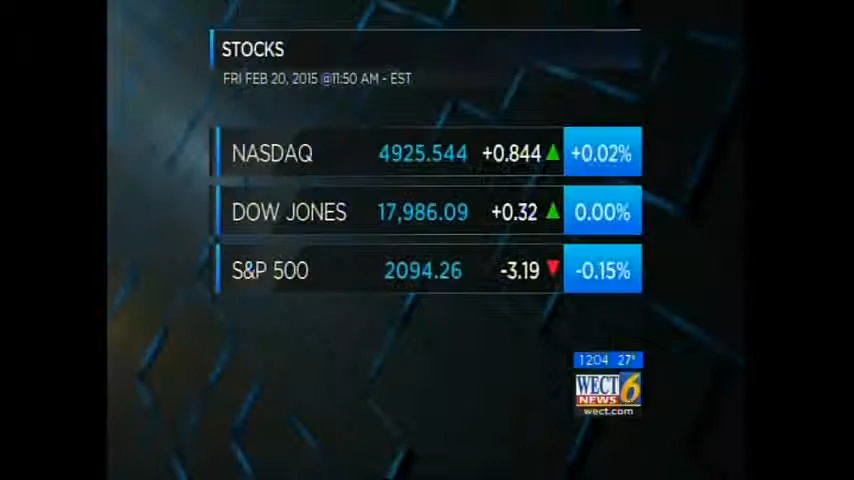 STOCKS
FRI FEB 20, 2015 @11:50 AM - EST
NASDAQ 4925.544 +0.844 +0.02%
DOW JONES 17,986.09 +0.32 0.00%
S&P 500 2094.26 -3.19 -0.15%
12:04 27°
WECT 6
NEWS
wect.com